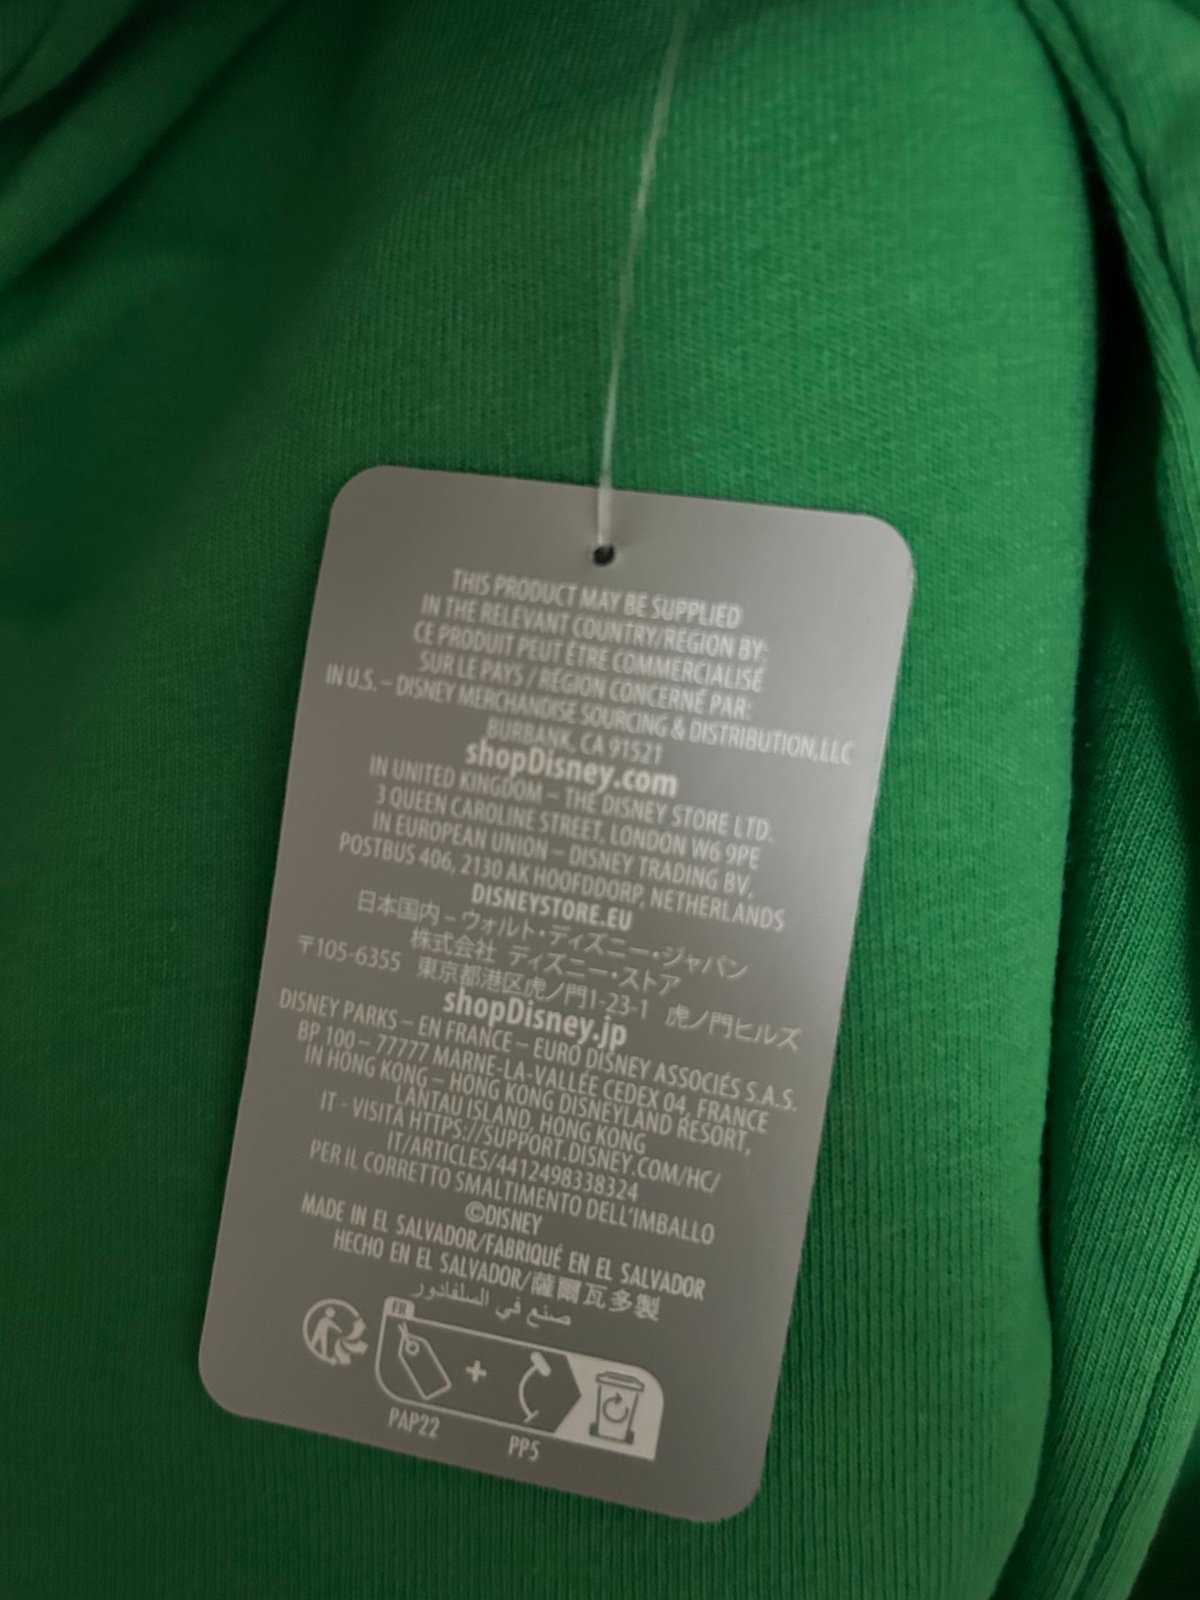 THIS PRODUCT MAY BE SUPPLIED
IN THE RELEVANT COUNTRY/REGION BY:
CE PRODUIT PEUT ÊTRE COMMERCIALISÉ
SUR LE PAYS / RÉGION CONCERNÉ PAR:
IN U.S. – DISNEY MERCHANDISE SOURCING & DISTRIBUTION,LLC
BURBANK, CA 91521
shopDisney.com
IN UNITED KINGDOM – THE DISNEY STORE LTD.
3 QUEEN CAROLINE STREET, LONDON W6 9PE
IN EUROPEAN UNION – DISNEY TRADING BV,
POSTBUS 406, 2130 AK HOOFDDORP, NETHERLANDS
DISNEYSTORE.EU
日本国内 – ウォルト・ディズニー・ジャパン
株式会社 ディズニー・ストア
〒105-6355 東京都港区虎ノ門1-23-1 虎ノ門ヒルズ
shopDisney.jp
DISNEY PARKS – EN FRANCE – EURO DISNEY ASSOCIÉS S.A.S.
BP 100 – 77777 MARNE-LA-VALLÉE CEDEX 04, FRANCE
IN HONG KONG – HONG KONG DISNEYLAND RESORT,
LANTAU ISLAND, HONG KONG
IT - VISITA HTTPS://SUPPORT.DISNEY.COM/HC/
IT/ARTICLES/4412498338324
PER IL CORRETTO SMALTIMENTO DELL'IMBALLO
©DISNEY
MADE IN EL SALVADOR/FABRIQUÉ EN EL SALVADOR
HECHO EN EL SALVADOR/薩爾瓦多製
صنع في السلفادور
FR
+
PAP22
PP5